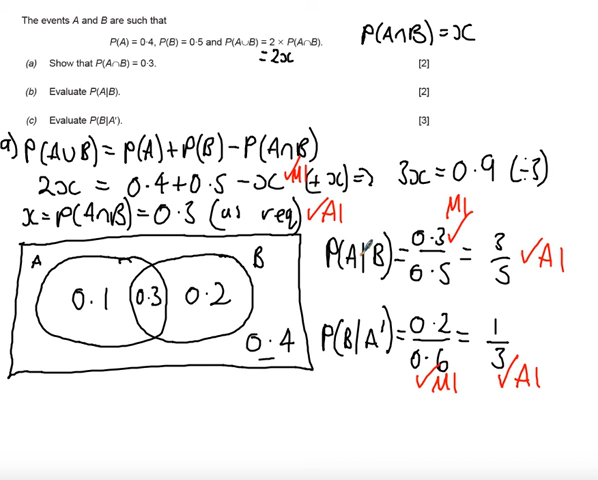 The events A and B are such that
P(A) = 0·4, P(B) = 0·5 and P(A∪B) = 2 × P(A∩B).
P(A∩B) = x
= 2x
(a) Show that P(A∩B) = 0·3. [2]
(b) Evaluate P(A|B). [2]
(c) Evaluate P(B|A'). [3]
a) P(A∪B) = P(A) + P(B) − P(A∩B)
2x = 0.4 + 0.5 − x ✓M1 (+x) ⇒ 3x = 0.9 (÷3)
x = P(A∩B) = 0.3 (as req) ✓A1
A B
0.1 0.3 0.2
0.4
M1
P(A|B) = 0.3✓/0.5 = 3/5 ✓A1
P(B|A') = 0.2/0.6 = 1/3
✓M1 ✓A1